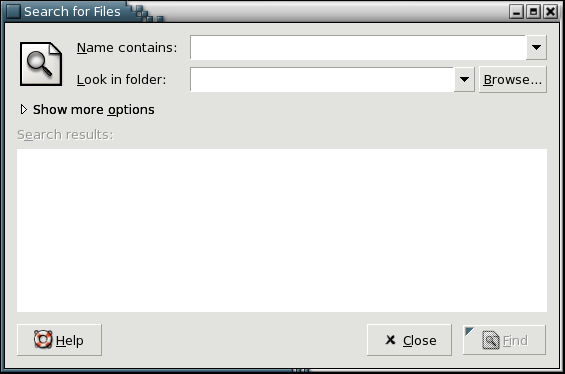 Search for Files
Name contains:
Look in folder:
Browse...
Show more options
Search results:
Help
Close
Find